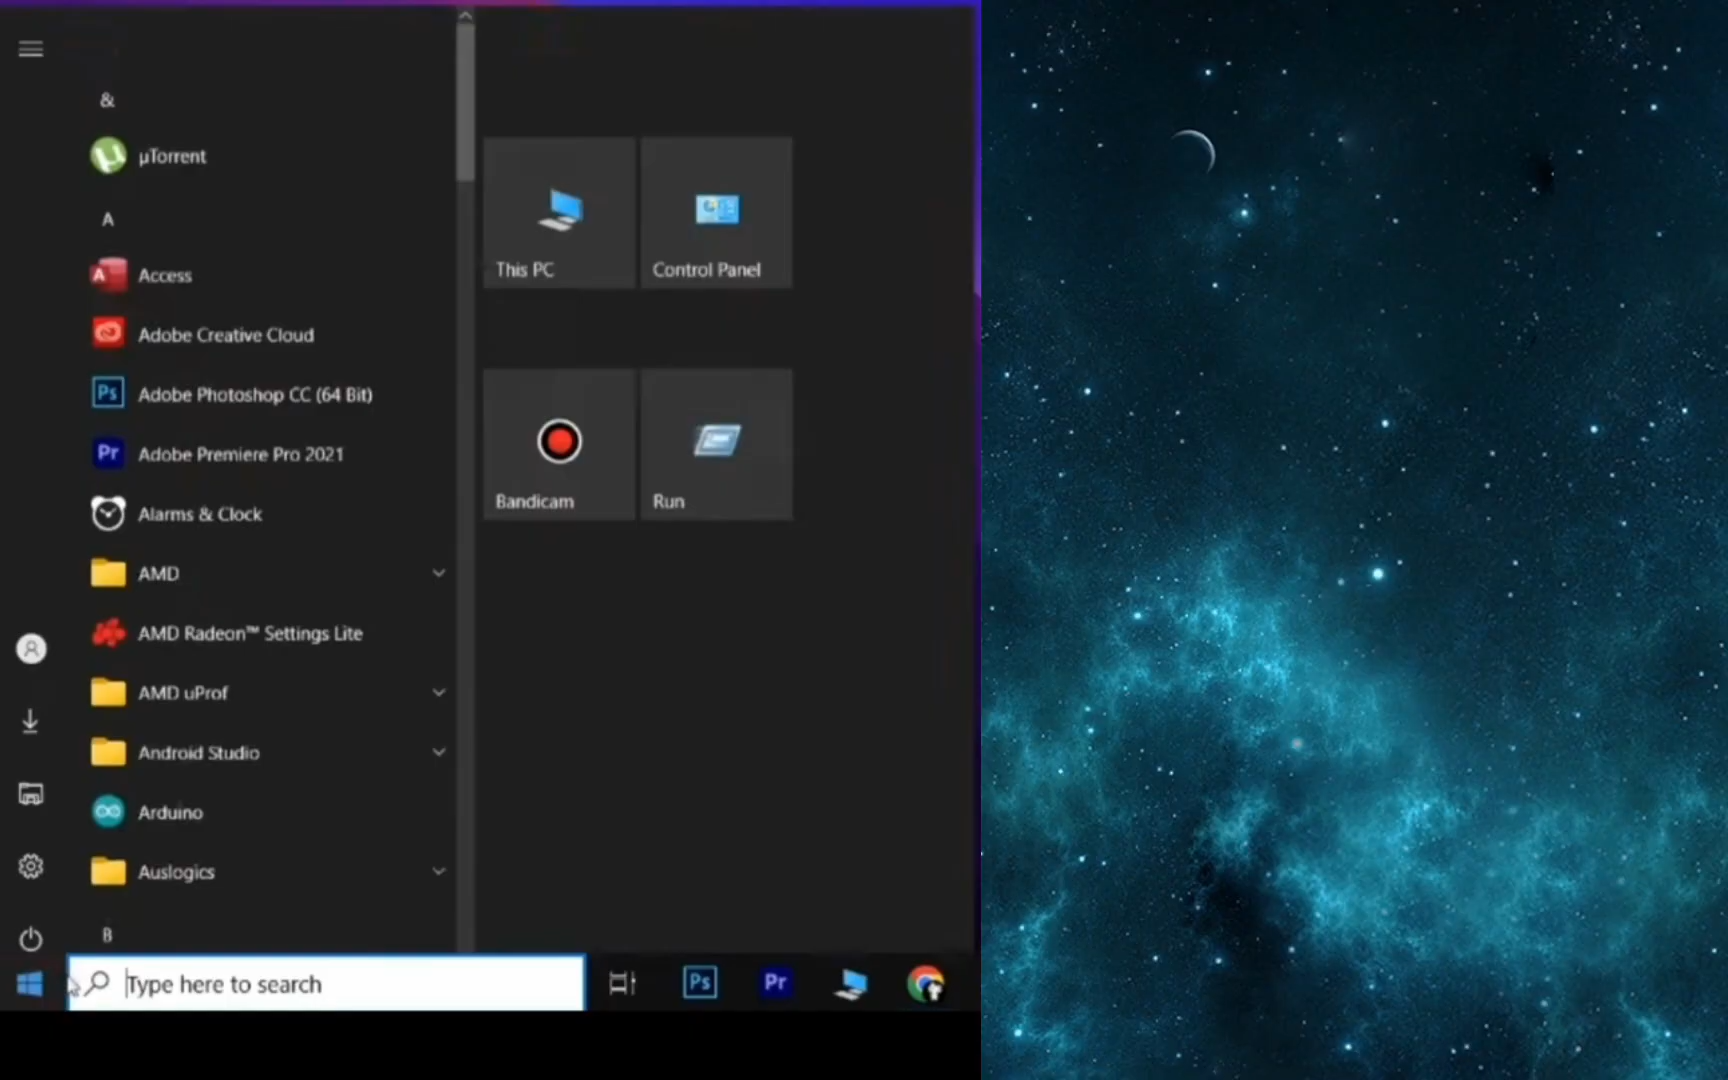 &
µTorrent
A
Access
Adobe Creative Cloud
Adobe Photoshop CC (64 Bit)
Adobe Premiere Pro 2021
Alarms & Clock
AMD
AMD Radeon™ Settings Lite
AMD uProf
Android Studio
Arduino
Auslogics
B
This PC
Control Panel
Bandicam
Run
Type here to search
Ps
Pr